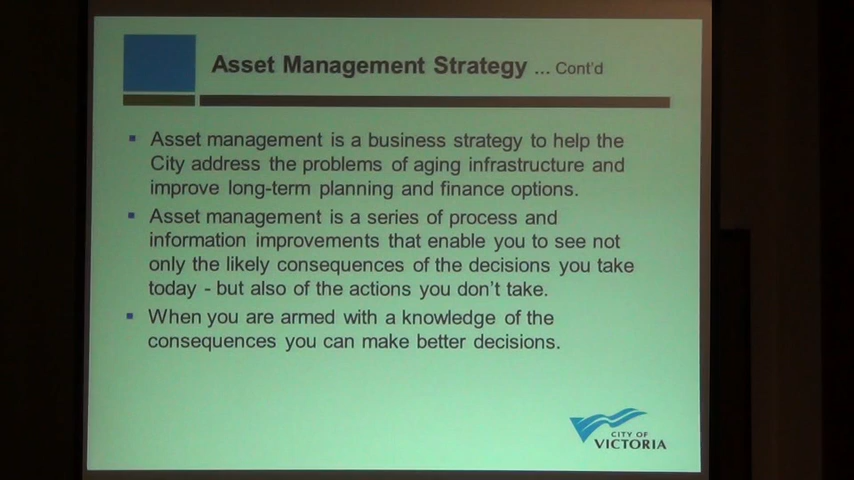 Asset Management Strategy ... Cont'd
Asset management is a business strategy to help the
City address the problems of aging infrastructure and
improve long-term planning and finance options.
Asset management is a series of process and
information improvements that enable you to see not
only the likely consequences of the decisions you take
today - but also of the actions you don't take.
When you are armed with a knowledge of the
consequences you can make better decisions.
CITY OF
VICTORIA